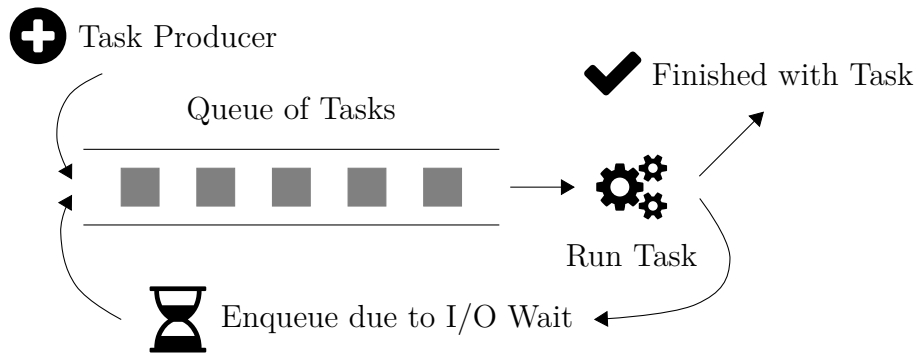 Task Producer
Finished with Task
Queue of Tasks
Run Task
Enqueue due to I/O Wait